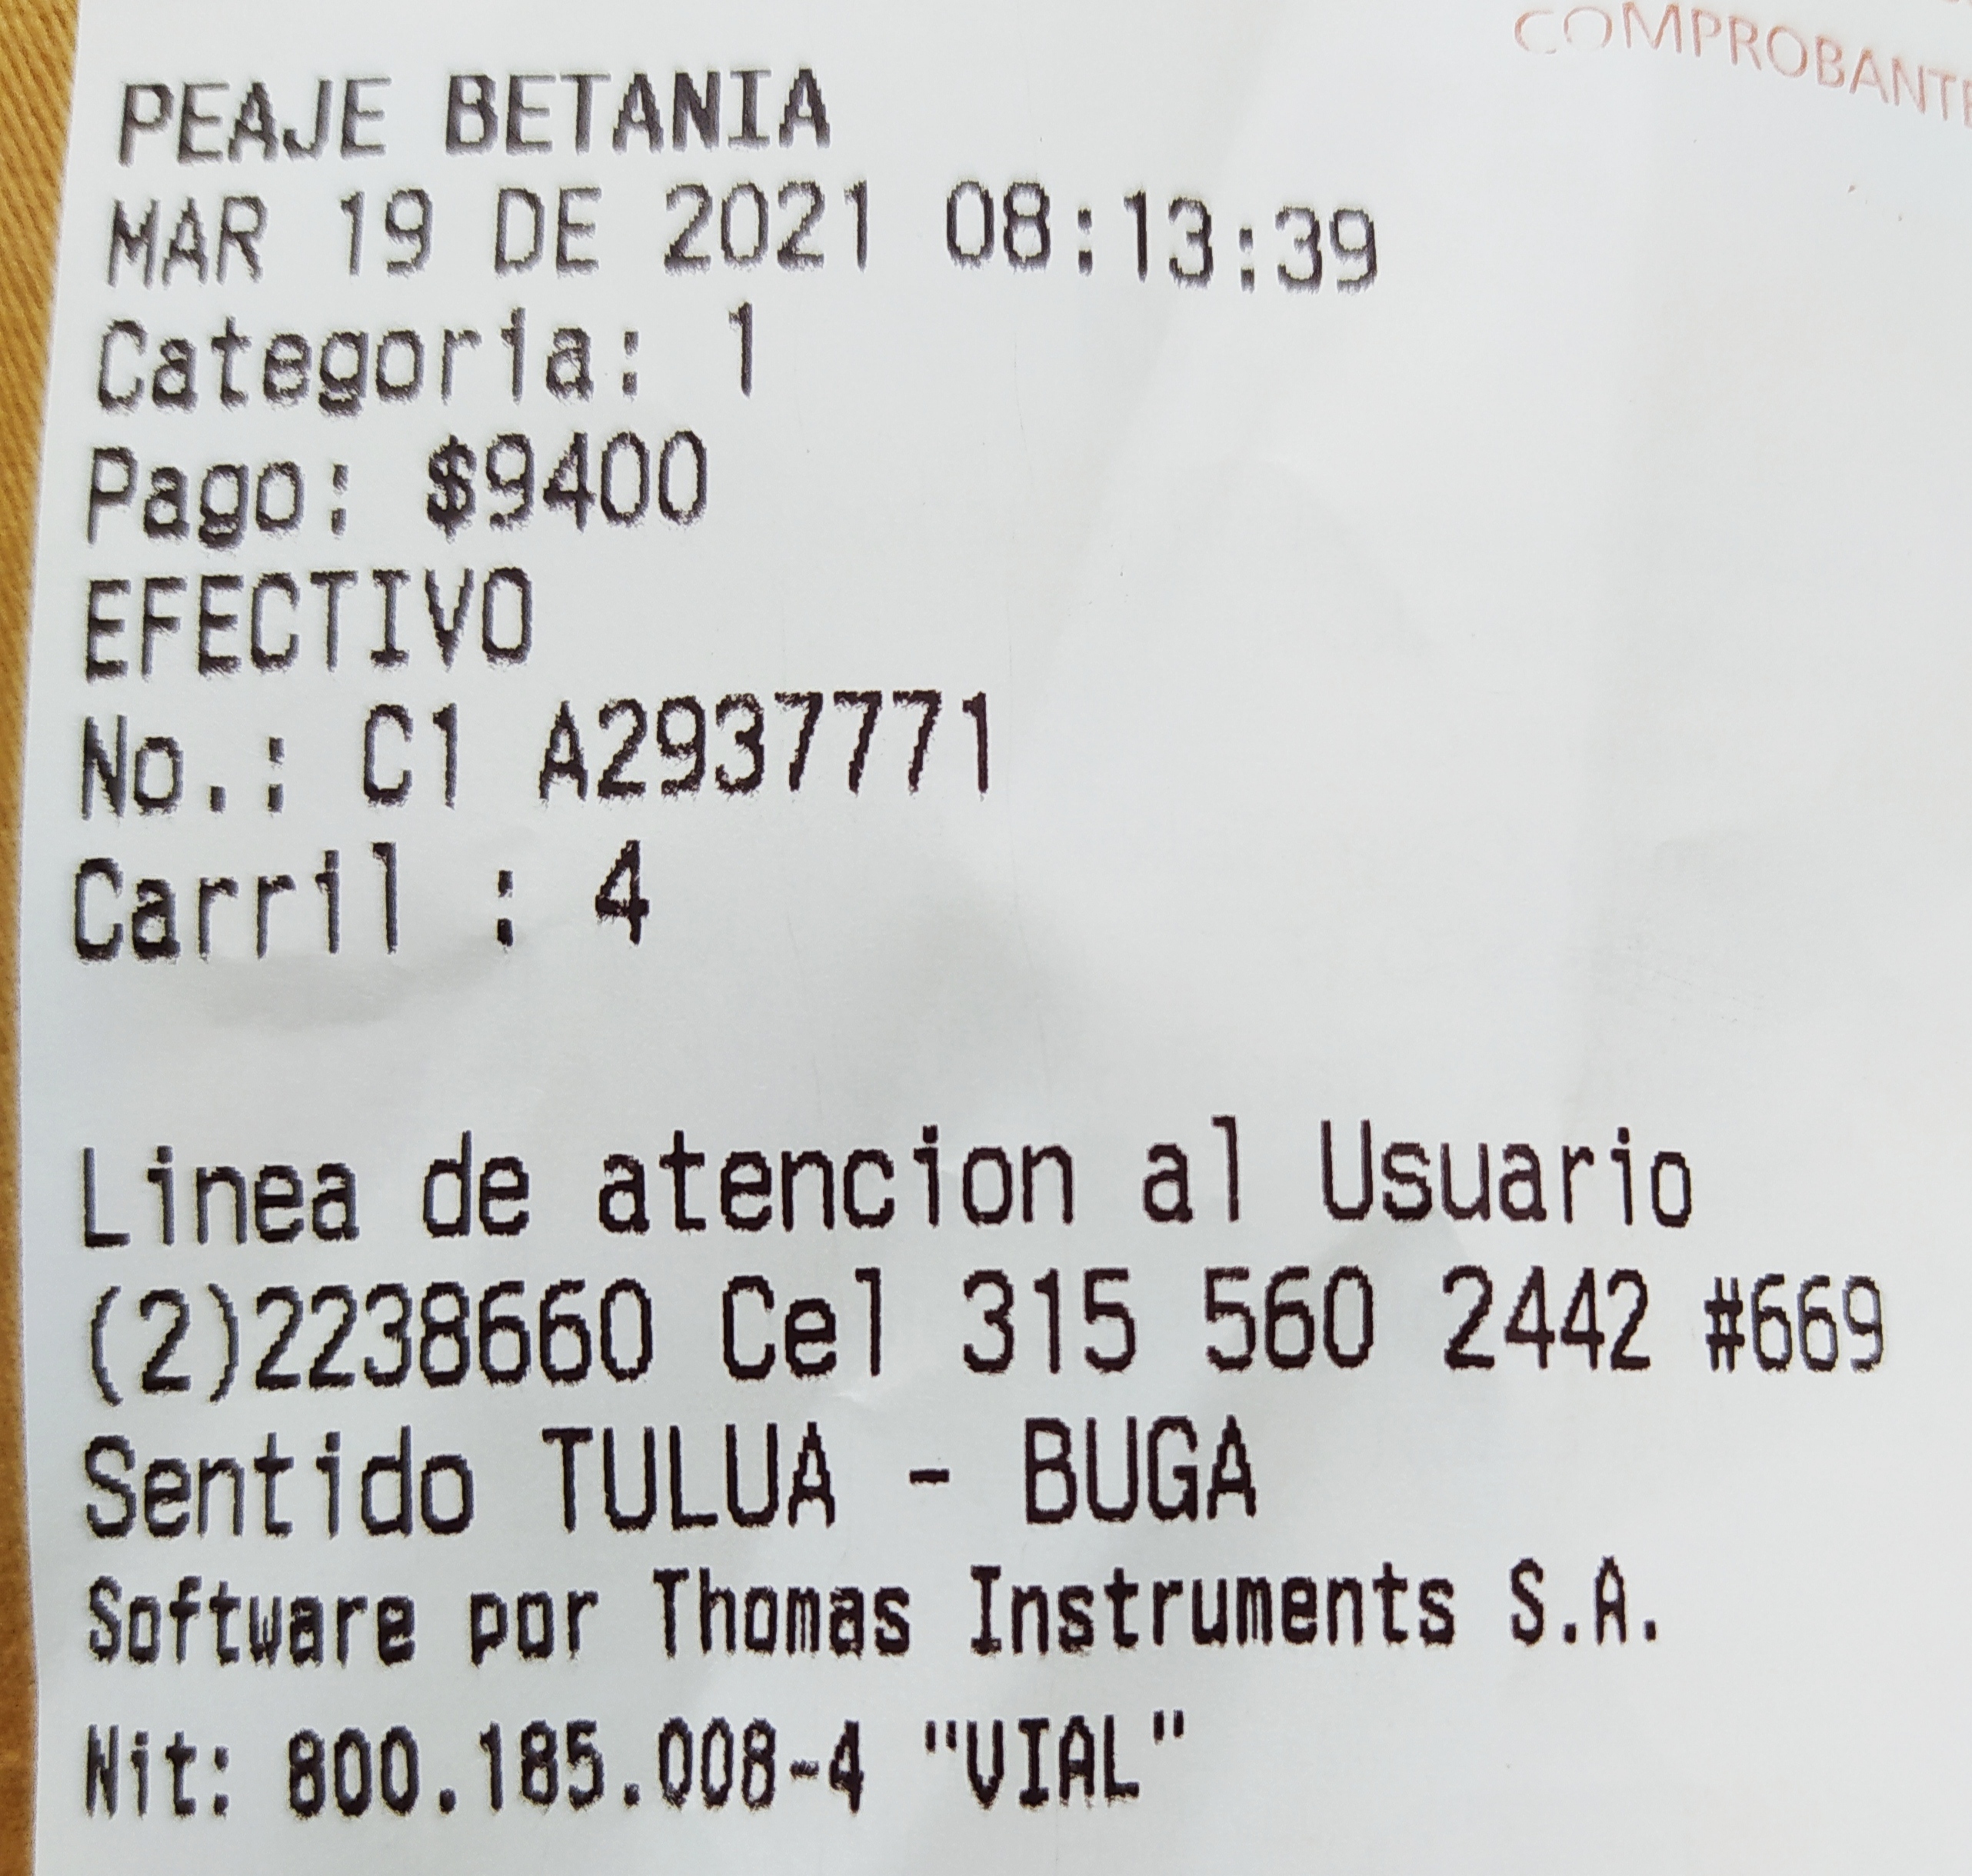 COMPROBANTE
PEAJE BETANIA
MAR 19 DE 2021 08:13:39
Categoria: 1
Pago: $9400
EFECTIVO
No.: C1 A2937771
Carril : 4
Linea de atencion al Usuario
(2)2238660 Cel 315 560 2442 #669
Sentido TULUA - BUGA
Software por Thomas Instruments S.A.
Nit: 800.185.008-4 "VIAL"